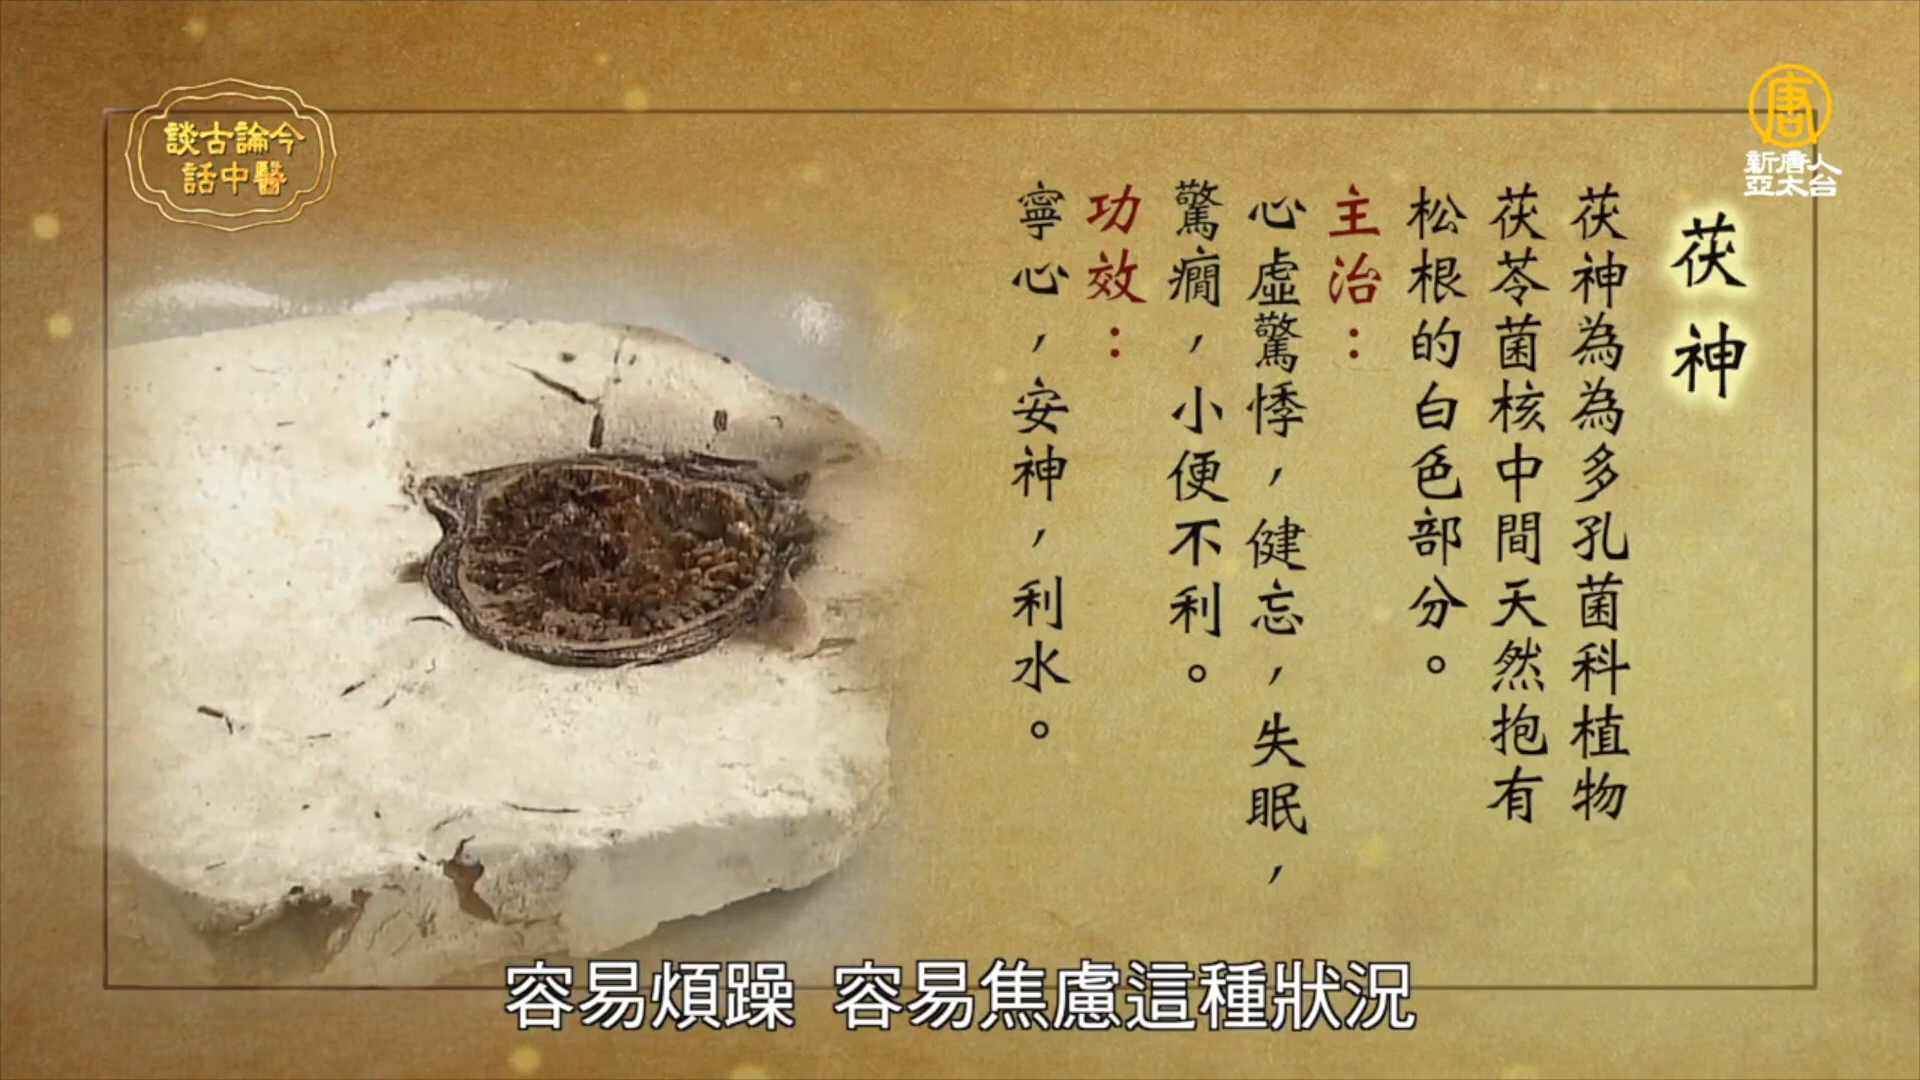 談古論今
話中醫
唐
新唐人
亞太台
茯神
茯神為為多孔菌科植物
茯苓菌核中間天然抱有
松根的白色部分。
主治：
心虛驚悸，健忘，失眠，
驚癇，小便不利。
功效：
寧心，安神，利水。
容易煩躁 容易焦慮這種狀況